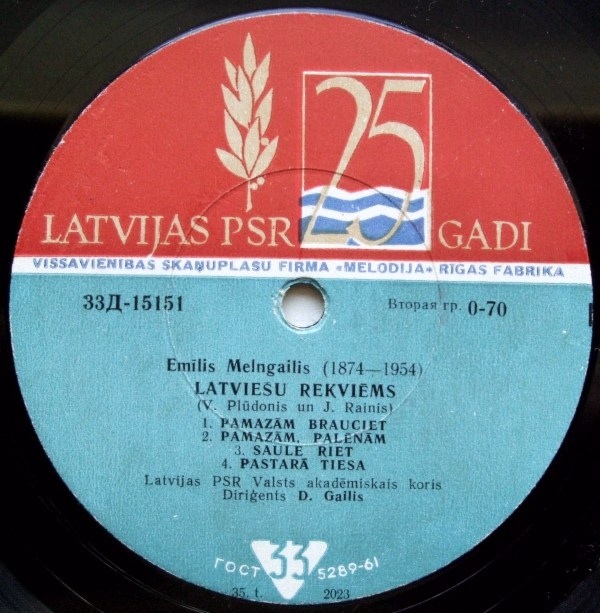 25
LATVIJAS PSR GADI
VISSAVIENĪBAS SKAŅUPLAŠU FIRMA «MELODIJA» RĪGAS FABRIKA
33Д-15151
Вторая гр. 0-70
Emīlis Melngailis (1874—1954)
LATVIEŠU REKVIĒMS
(V. Plūdonis un J. Rainis)
1. PAMAZĀM BRAUCIET
2. PAMAZĀM, PALĒNĀM
3. SAULE RIET
4. PASTARĀ TIESA
Latvijas PSR Valsts akadēmiskais koris
Diriģents D. Gailis
ГОСТ 33 5289-61
35. t. 2023